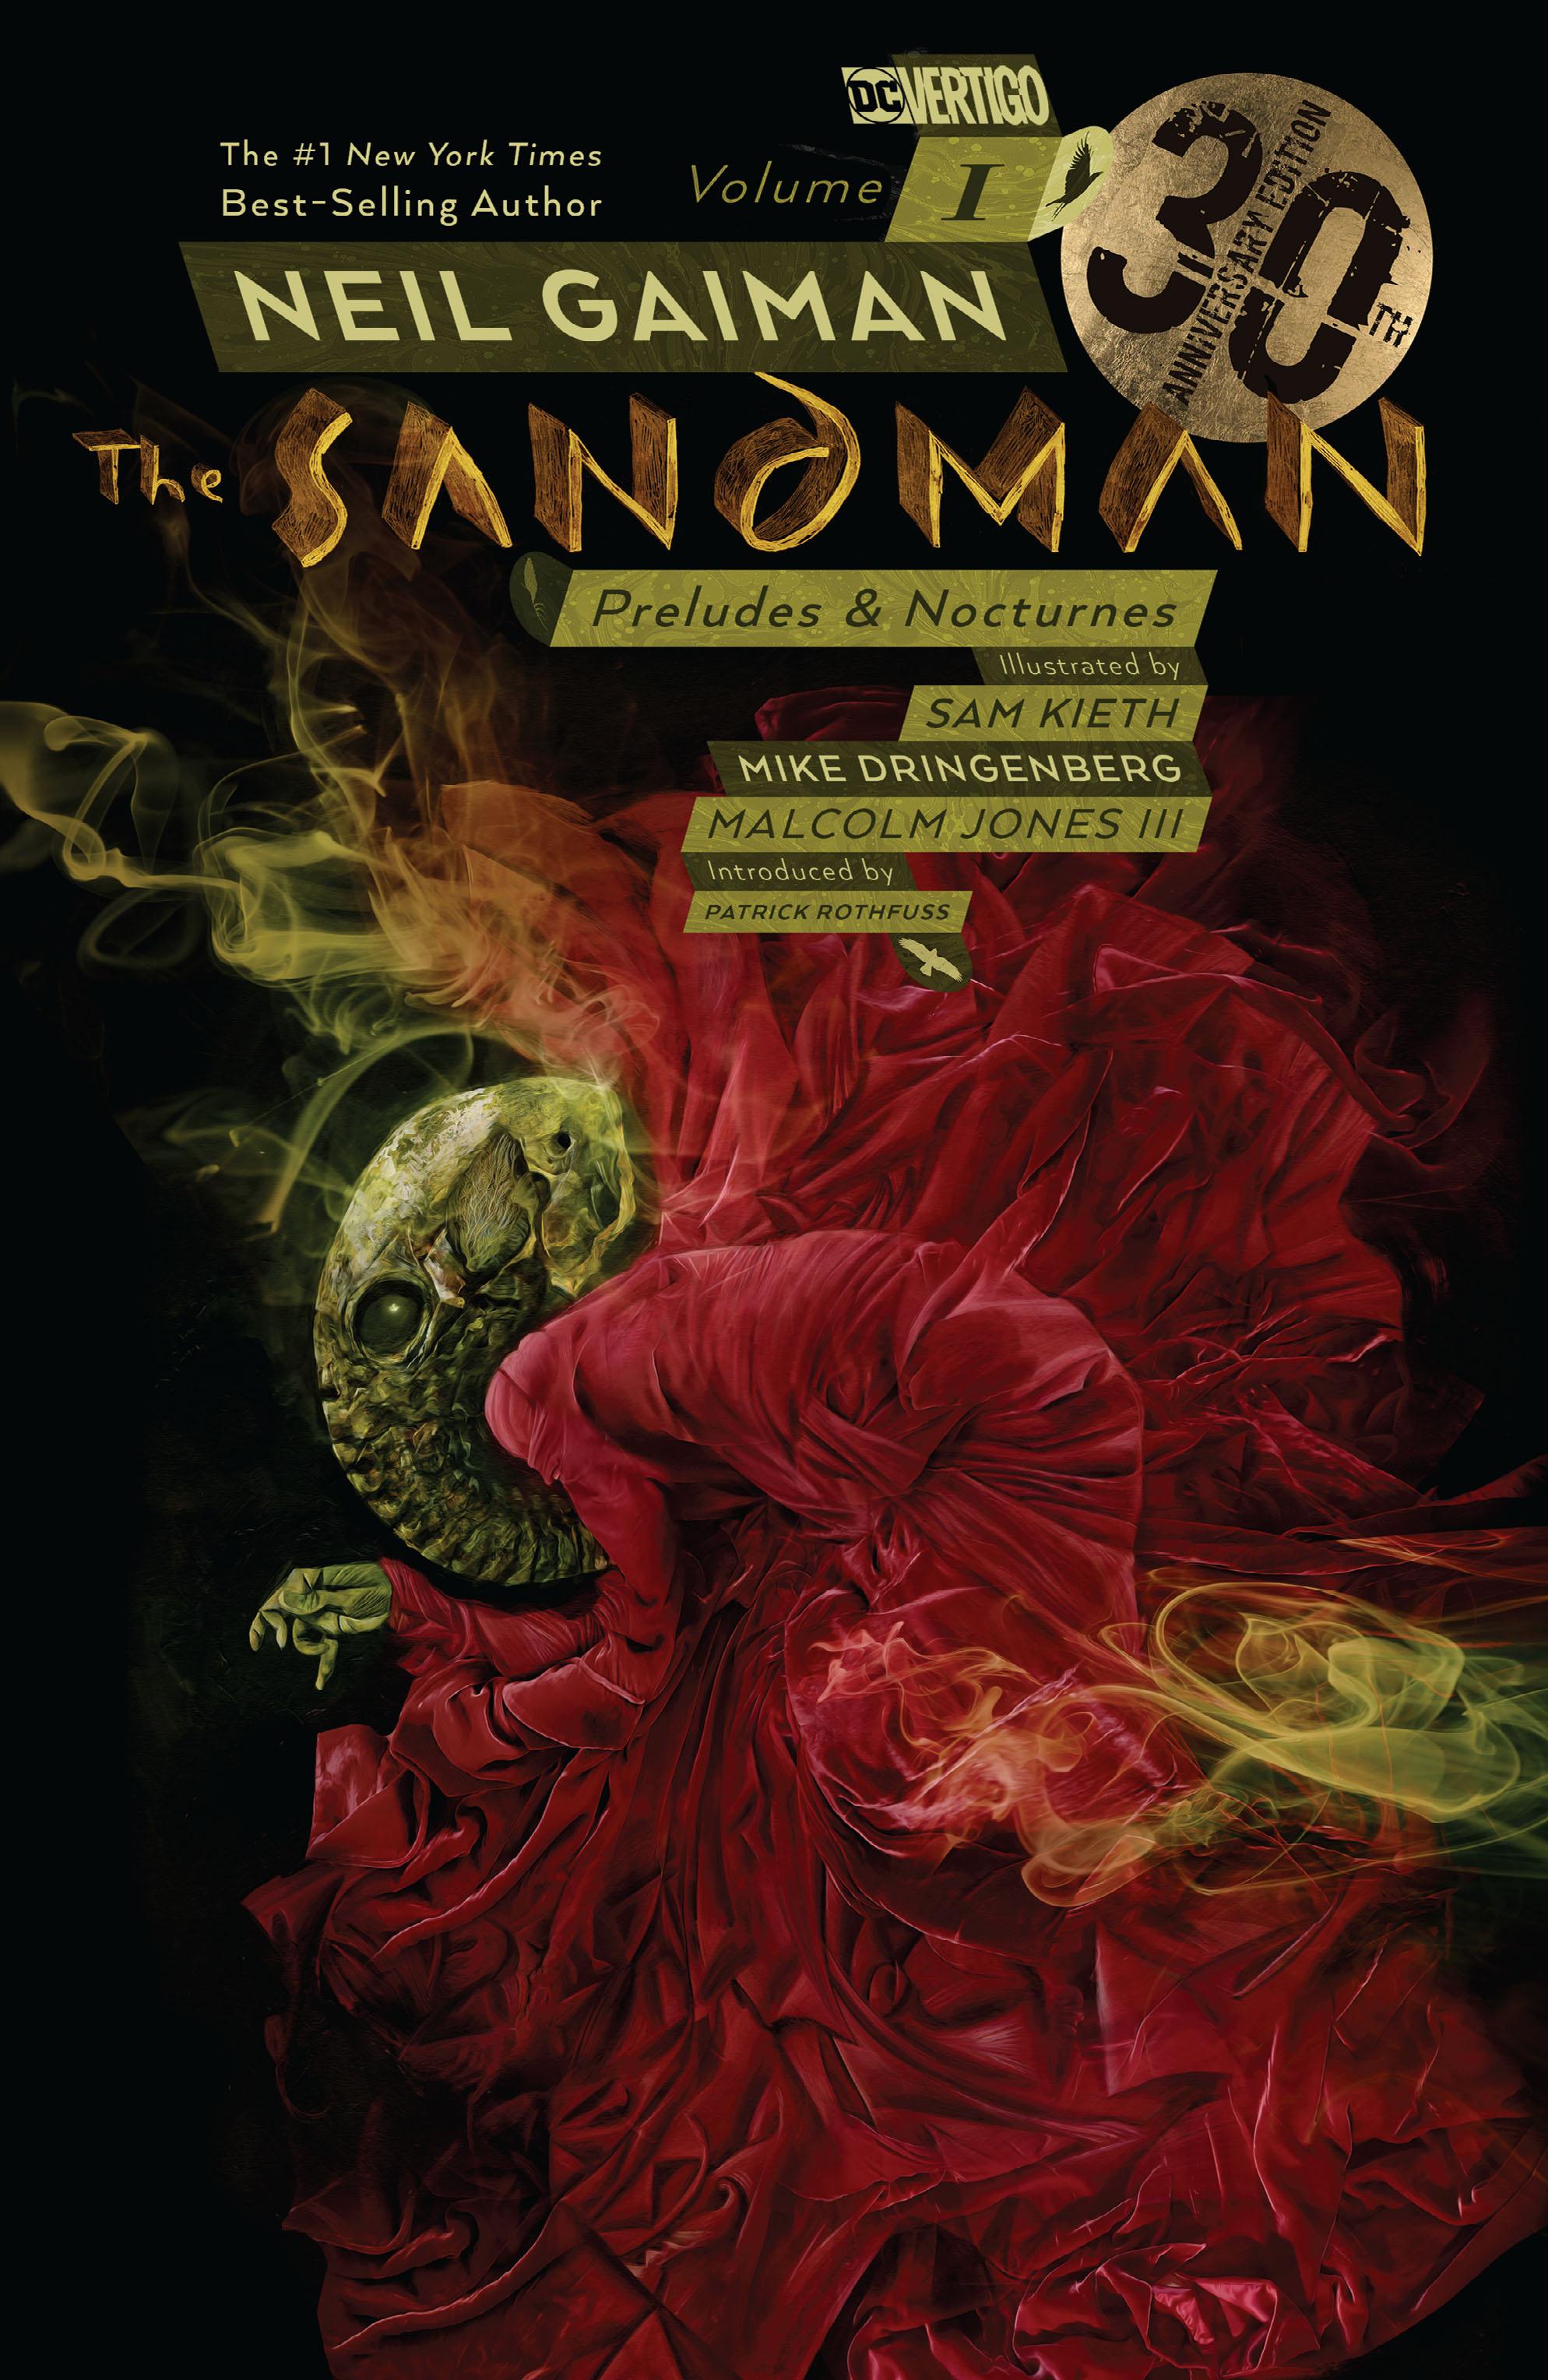 DC VERTIGO
The #1 New York Times
Best-Selling Author
Volume I
30TH
ANNIVERSARY EDITION
NEIL GAIMAN
The SANDMAN
Preludes & Nocturnes
Illustrated by
SAM KIETH
MIKE DRINGENBERG
MALCOLM JONES III
Introduced by
PATRICK ROTHFUSS